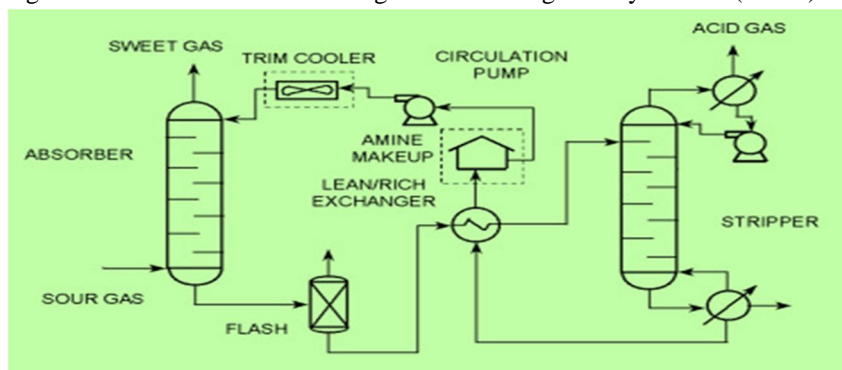 SWEET GAS
TRIM COOLER
CIRCULATION
PUMP
ACID GAS
ABSORBER
AMINE
MAKEUP
LEAN/RICH
EXCHANGER
STRIPPER
SOUR GAS
FLASH